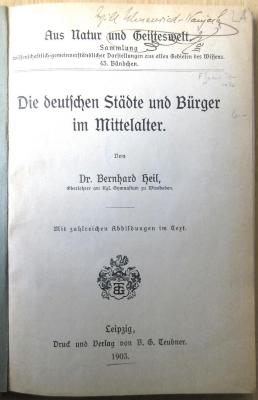 Aus Natur und Geisteswelt.
Sammlung
wissenschaftlich-gemeinverständlicher Darstellungen aus allen Gebieten des Wissens.
43. Bändchen.
Die deutschen Städte und Bürger
im Mittelalter.
Von
Dr. Bernhard Heil,
Oberlehrer am Kgl. Gymnasium zu Wiesbaden.
Mit zahlreichen Abbildungen im Text.
Leipzig,
Druck und Verlag von B. G. Teubner.
1903.